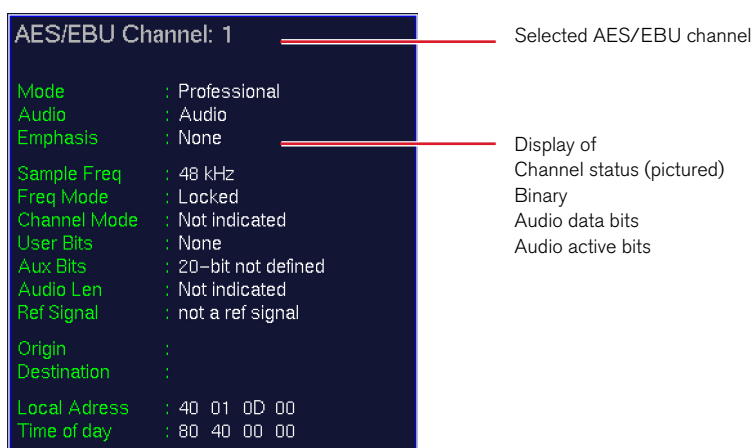 AES/EBU Channel: 1
Mode : Professional
Audio : Audio
Emphasis : None
Sample Freq : 48 kHz
Freq Mode : Locked
Channel Mode : Not indicated
User Bits : None
Aux Bits : 20-bit not defined
Audio Len : Not indicated
Ref Signal : not a ref signal
Origin :
Destination :
Local Adress : 40 01 0D 00
Time of day : 80 40 00 00
Selected AES/EBU channel
Display of
Channel status (pictured)
Binary
Audio data bits
Audio active bits